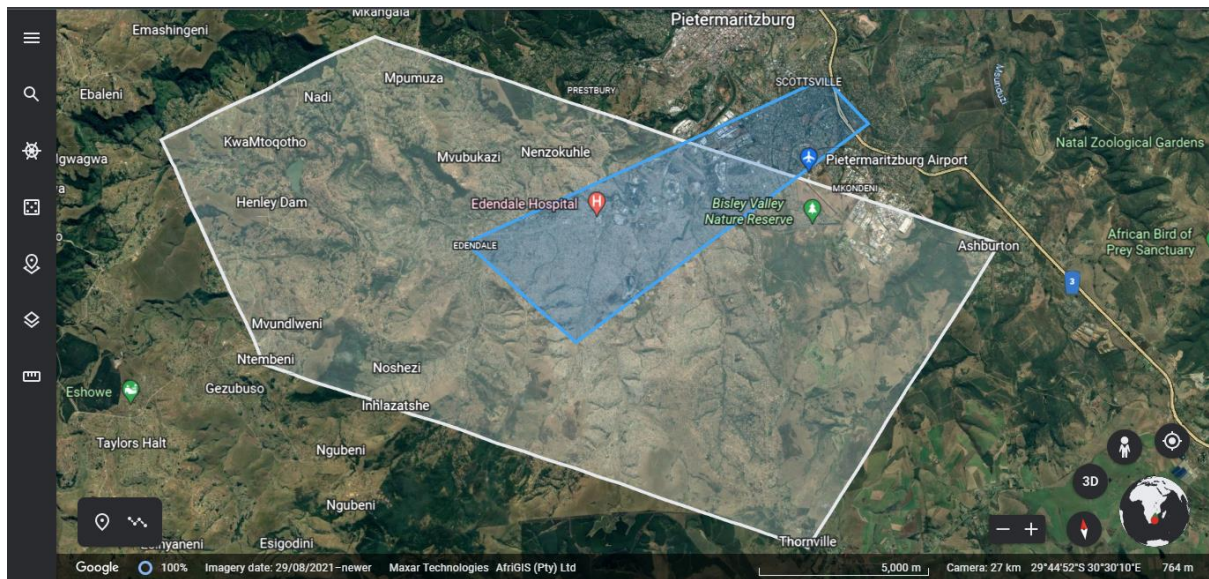 Mkangala
Pietermaritzburg
Emashingeni
Mpumuza
SCOTTSVILLE
Ebaleni
Nadi
PRESTBURY
Msunduzi
KwaMtoqotho
Natal Zoological Gardens
Mvubukazi
Nenzokuhle
Pietermaritzburg Airport
MKONDENI
Henley Dam
Edendale Hospital
H
Bisley Valley
Nature Reserve
EDENDALE
Ashburton
African Bird of
Prey Sanctuary
3
Mvundlweni
Ntembeni
Noshezi
Gezubuso
Eshowe
Inhlazatshe
Taylors Halt
Ngubeni
3D
Ngubeni
Esigodini
Thornville
Google
100%
Imagery date: 29/08/2021–newer
Maxar Technologies AfriGIS (Pty) Ltd
5,000 m
Camera: 27 km 29°44'52"S 30°30'10"E
764 m